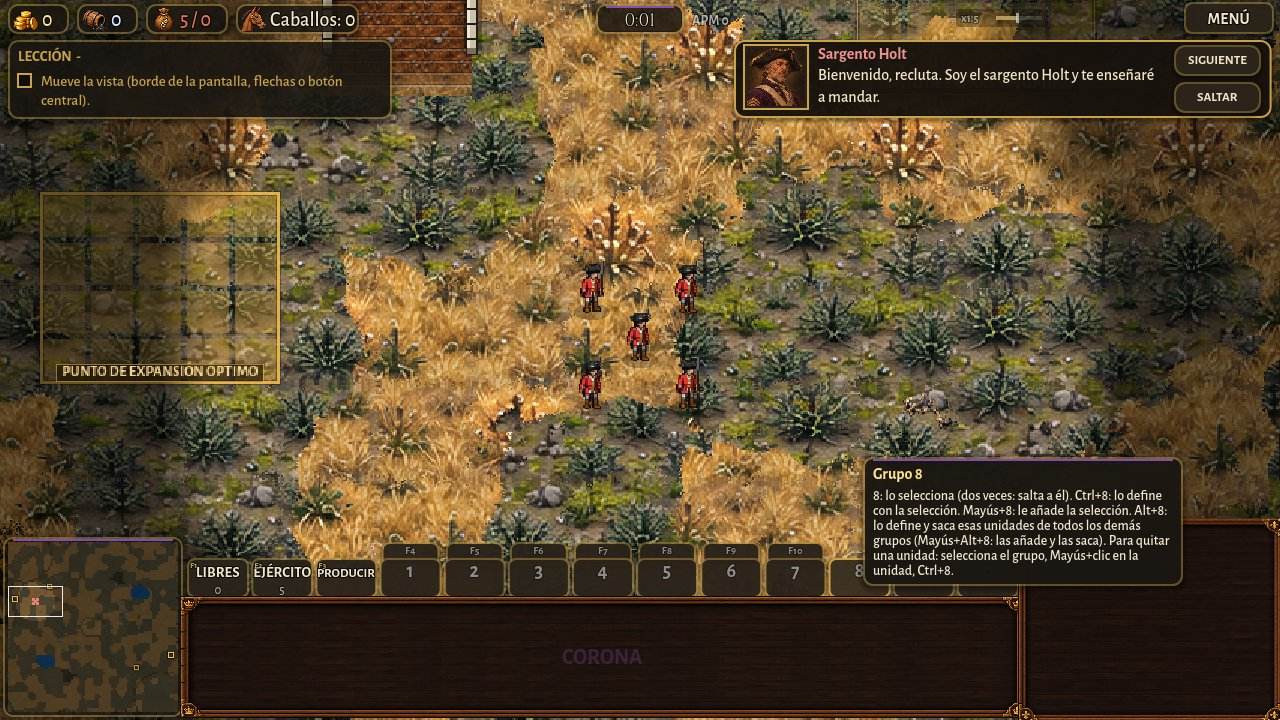 0
0
5 / 0
Caballos: 0
0:01
APM 0
x1.5
MENÚ
LECCIÓN -
Mueve la vista (borde de la pantalla, flechas o botón
central).
Sargento Holt
Bienvenido, recluta. Soy el sargento Holt y te enseñaré
a mandar.
SIGUIENTE
SALTAR
PUNTO DE EXPANSIÓN OPTIMO
Grupo 8
8: lo selecciona (dos veces: salta a él). Ctrl+8: lo define
con la selección. Mayús+8: le añade la selección. Alt+8:
lo define y saca esas unidades de todos los demás
grupos (Mayús+Alt+8: las añade y las saca). Para quitar
una unidad: selecciona el grupo, Mayús+clic en la
unidad, Ctrl+8.
F4 F5 F6 F7 F8 F9 F10
LIBRES EJÉRCITO PRODUCIR 1 2 3 4 5 6 7 8
0 5
CORONA